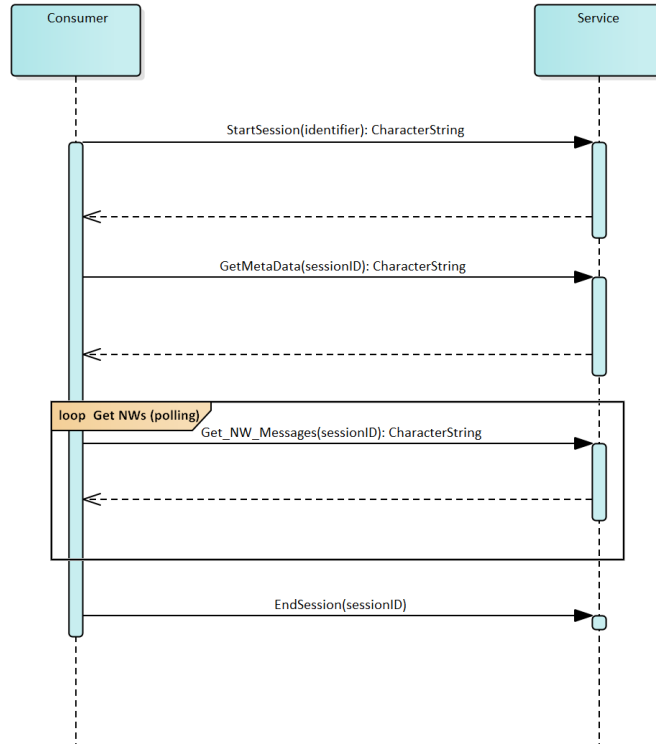 Consumer
Service
StartSession(identifier): CharacterString
GetMetaData(sessionID): CharacterString
loop Get NWs (polling)
Get_NW_Messages(sessionID): CharacterString
EndSession(sessionID)